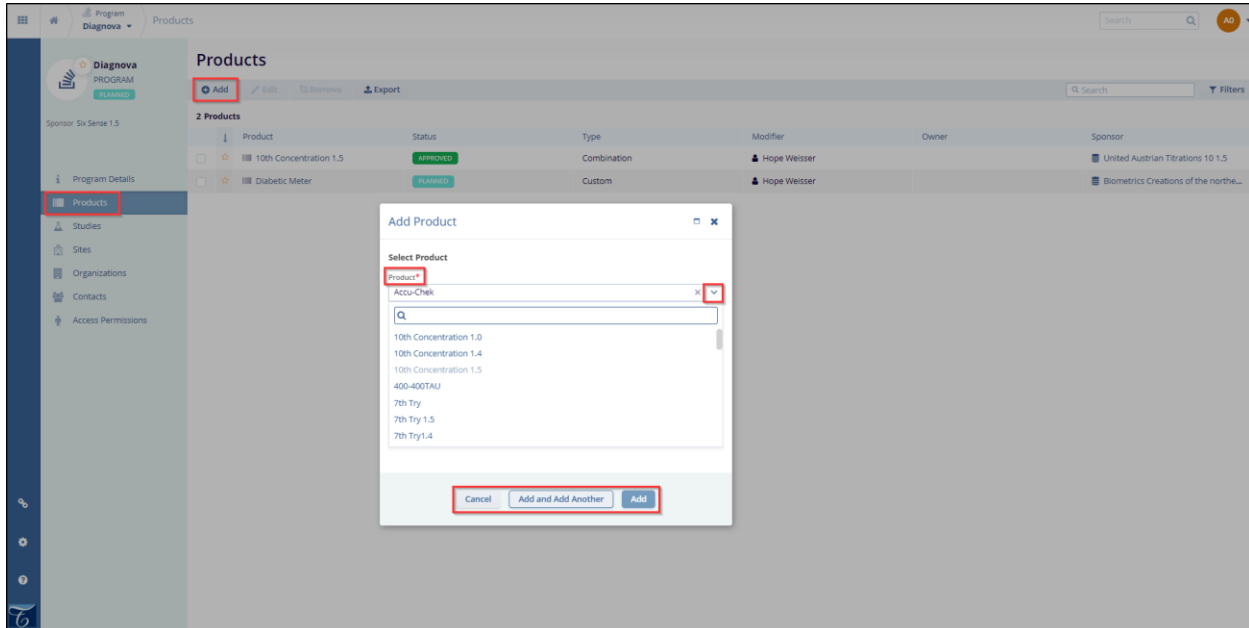 Program
Diagnova
Products
Search
AO
Diagnova
PROGRAM
PLANNED
Sponsor Six Sense 1.5
Program Details
Products
Studies
Sites
Organizations
Contacts
Access Permissions
Products
Add Edit Remove Export
Search
Filters
2 Products
Product Status Type Modifier Owner Sponsor
10th Concentration 1.5 APPROVED Combination Hope Weisser United Austrian Titrations 10 1.5
Diabetic Meter PLANNED Custom Hope Weisser Biometrics Creations of the northe...
Add Product
Select Product
Product*
Accu-Chek
10th Concentration 1.0
10th Concentration 1.4
10th Concentration 1.5
400-400TAU
7th Try
7th Try 1.5
7th Try1.4
Cancel Add and Add Another Add